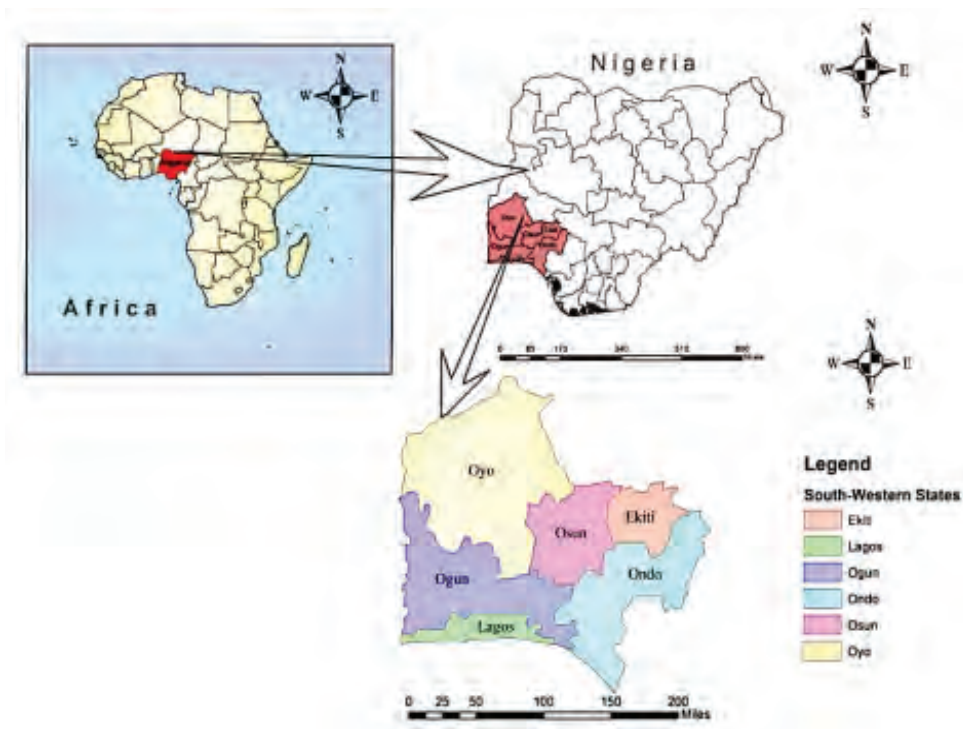 N
W E
S
Africa
Nigeria
N
W E
S
N
W E
S
Oyo
Osun
Ekiti
Ogun
Ondo
Lagos
0 25 50 100 150 200
Miles
Legend
South-Western States
Ekiti
Lagos
Ogun
Ondo
Osun
Oyo